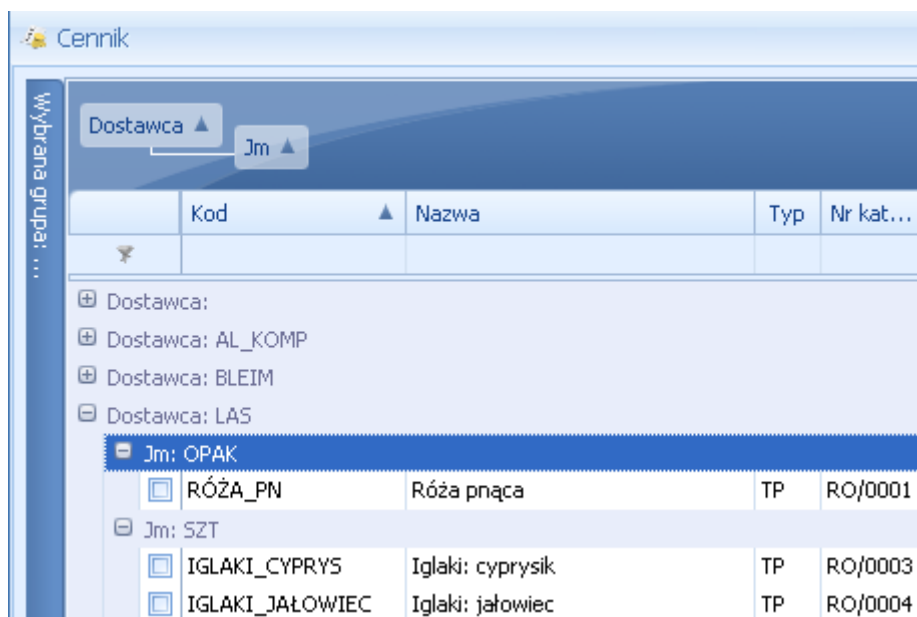 Cennik
Wybrana grupa: ...
Dostawca
Jm
Kod Nazwa Typ Nr kat...
Dostawca:
Dostawca: AL_KOMP
Dostawca: BLEIM
Dostawca: LAS
Jm: OPAK
RÓŻA_PN Róża pnąca TP RO/0001
Jm: SZT
IGLAKI_CYPRYS Iglaki: cyprysik TP RO/0003
IGLAKI_JAŁOWIEC Iglaki: jałowiec TP RO/0004